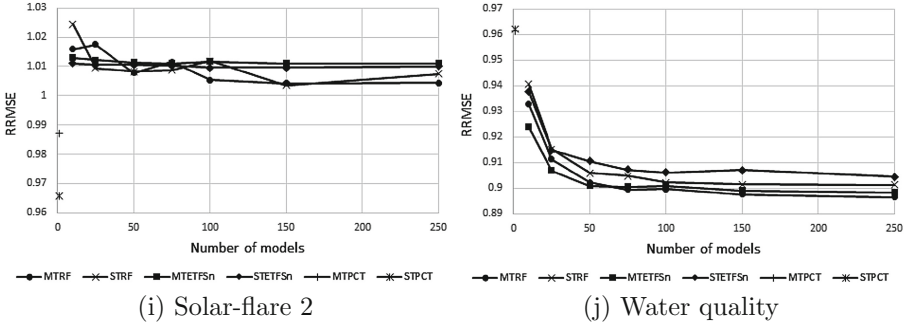 1.03
1.02
1.01
1
0.99
0.98
0.97
0.96
RRMSE
0 50 100 150 200 250
Number of models
MTRF STRF MTETFSn STETFSn MTPCT STPCT
(i) Solar-flare 2
0.97
0.96
0.95
0.94
0.93
0.92
0.91
0.9
0.89
RRMSE
0 50 100 150 200 250
Number of models
MTRF STRF MTETFSn STETFSn MTPCT STPCT
(j) Water quality